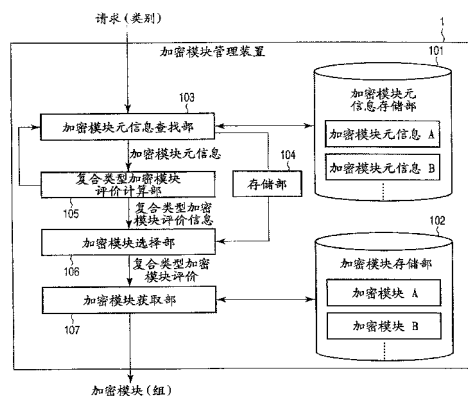 请求(类别)
1
加密模块管理装置
101
103
加密模块元
信息存储部
加密模块元信息查找部
加密模块元信息 A
加密模块元信息
104
加密模块元信息 B
复合类型加密模块
评价计算部
存储部
105
复合类型加密
模块评价信息
102
加密模块选择部
加密模块存储部
106
复合类型加密
模块评价
加密模块 A
加密模块获取部
107
加密模块 B
加密模块(组)